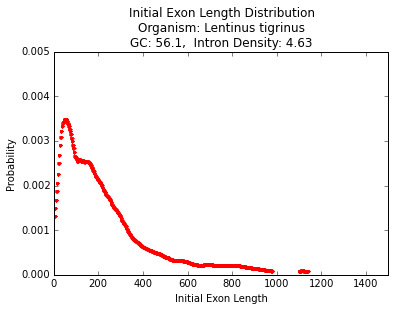 Initial Exon Length Distribution
Organism: Lentinus tigrinus
GC: 56.1,  Intron Density: 4.63
0.005
0.004
0.003
0.002
0.001
0.000
Probability
0 200 400 600 800 1000 1200 1400
Initial Exon Length